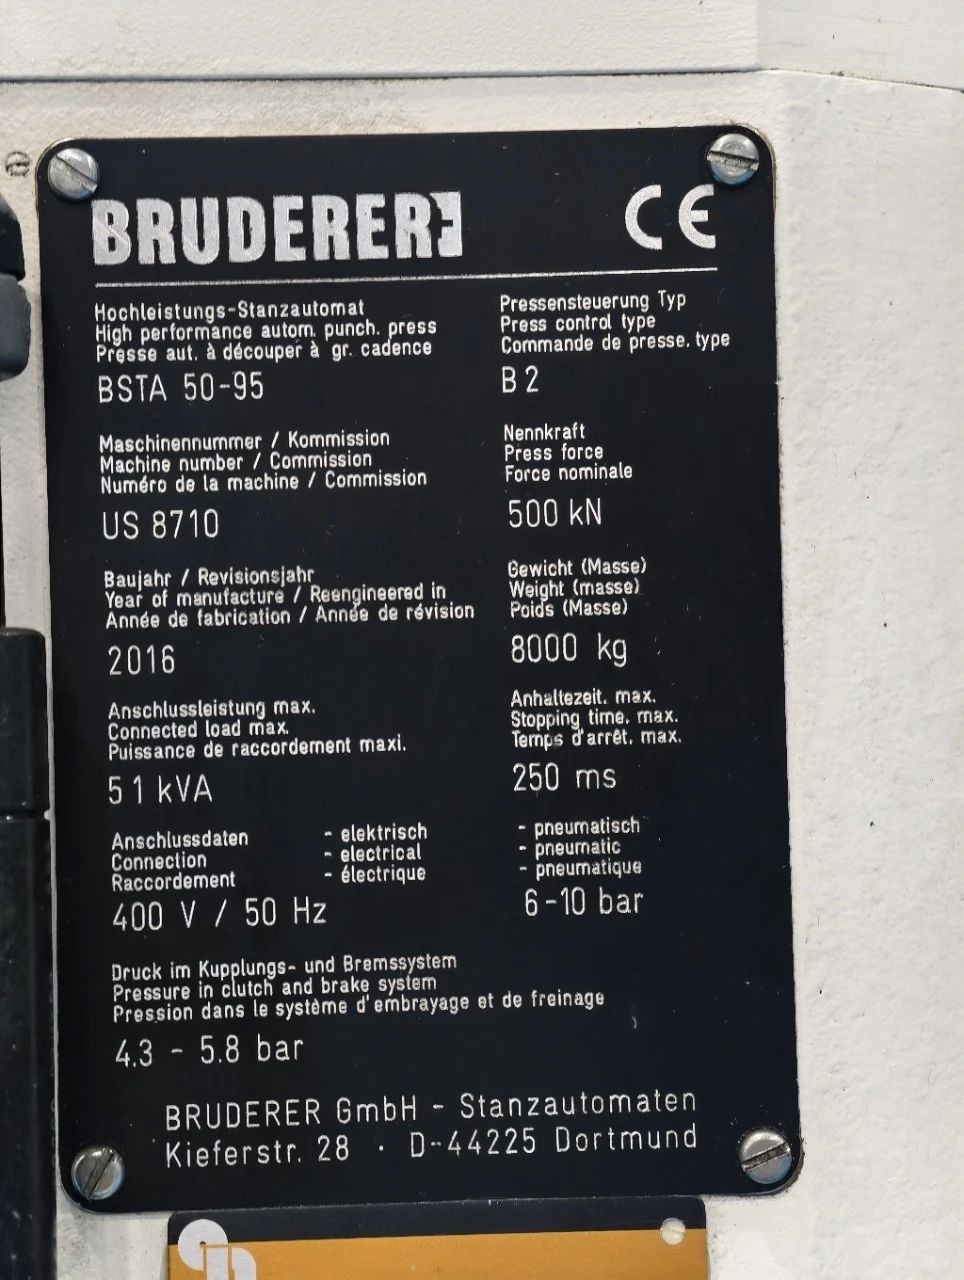 BRUDERER
CE
Hochleistungs-Stanzautomat
High performance autom. punch. press
Presse aut. à découper à gr. cadence
BSTA 50-95
Pressensteuerung Typ
Press control type
Commande de presse. type
B 2
Maschinennummer / Kommission
Machine number / Commission
Numéro de la machine / Commission
US 8710
Nennkraft
Press force
Force nominale
500 kN
Baujahr / Revisionsjahr
Year of manufacture / Reengineered in
Année de fabrication / Année de révision
2016
Gewicht (Masse)
Weight (masse)
Poids (Masse)
8000 kg
Anschlussleistung max.
Connected load max.
Puissance de raccordement maxi.
51 kVA
Anhaltezeit. max.
Stopping time. max.
Temps d'arrêt. max.
250 ms
Anschlussdaten - elektrisch
Connection - electrical
Raccordement - électrique
400 V / 50 Hz
- pneumatisch
- pneumatic
- pneumatique
6-10 bar
Druck im Kupplungs- und Bremssystem
Pressure in clutch and brake system
Pression dans le système d'embrayage et de freinage
4.3 - 5.8 bar
BRUDERER GmbH - Stanzautomaten
Kieferstr. 28 · D-44225 Dortmund